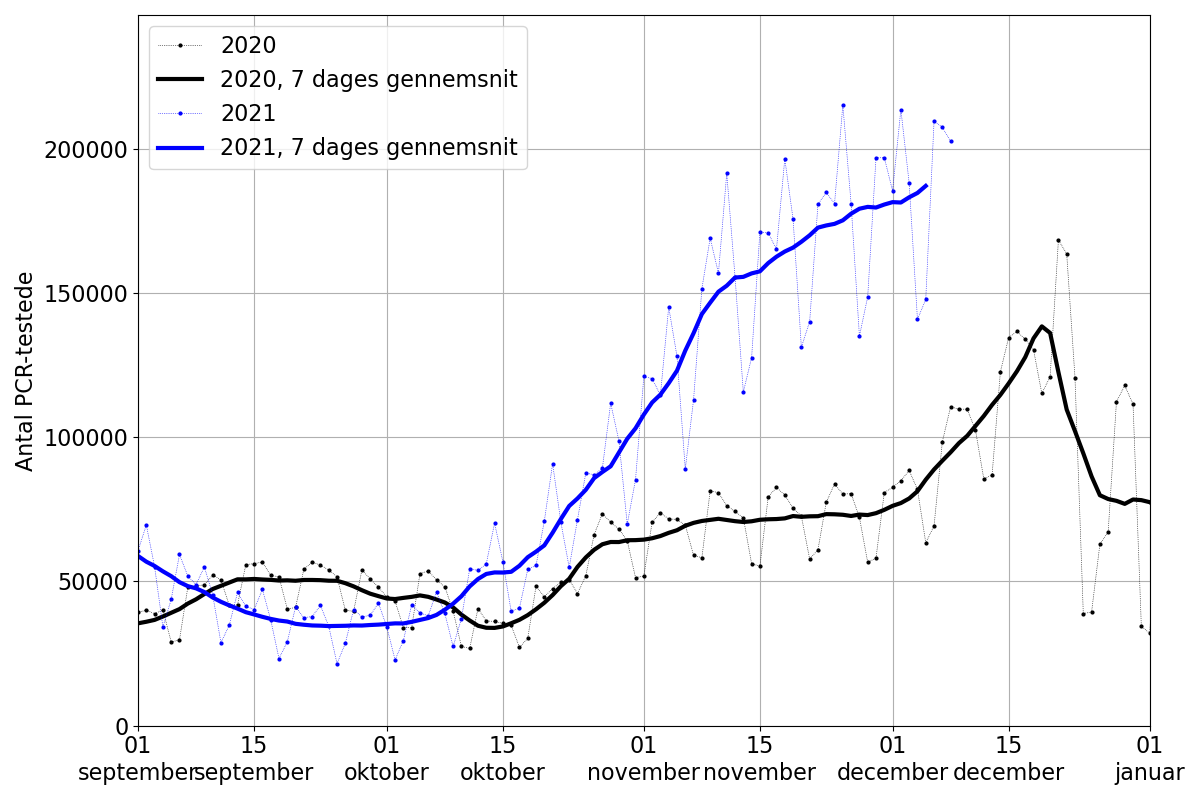 2020
2020, 7 dages gennemsnit
2021
2021, 7 dages gennemsnit
Antal PCR-testede
200000
150000
100000
50000
0
01 15 01 15 01 15 01 15 01
september september oktober oktober november november december december januar